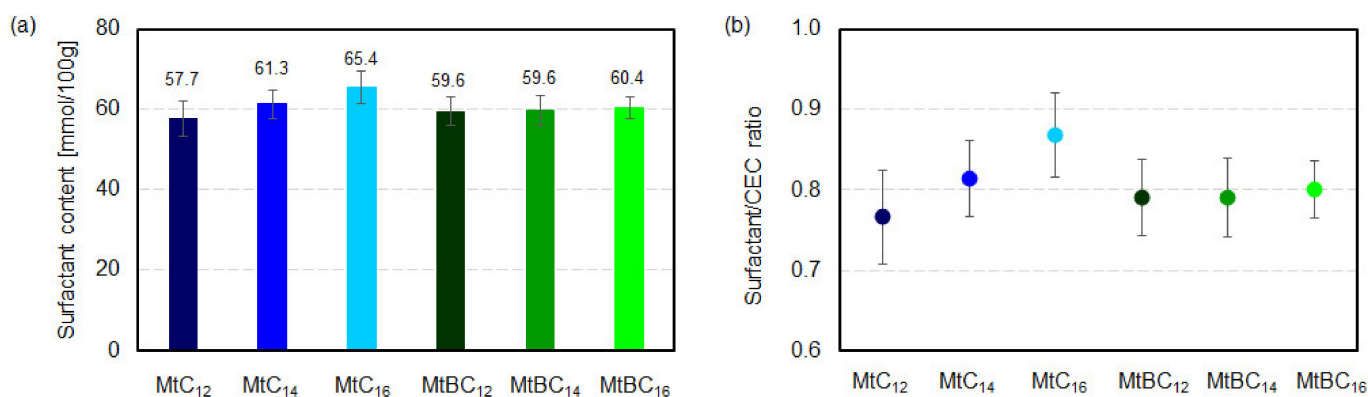 (a)
Surfactant content [mmol/100g]
80
60
40
20
0
57.7
61.3
65.4
59.6
59.6
60.4
MtC₁₂ MtC₁₄ MtC₁₆ MtBC₁₂ MtBC₁₄ MtBC₁₆
(b)
Surfactant/CEC ratio
1.0
0.9
0.8
0.7
0.6
MtC₁₂ MtC₁₄ MtC₁₆ MtBC₁₂ MtBC₁₄ MtBC₁₆